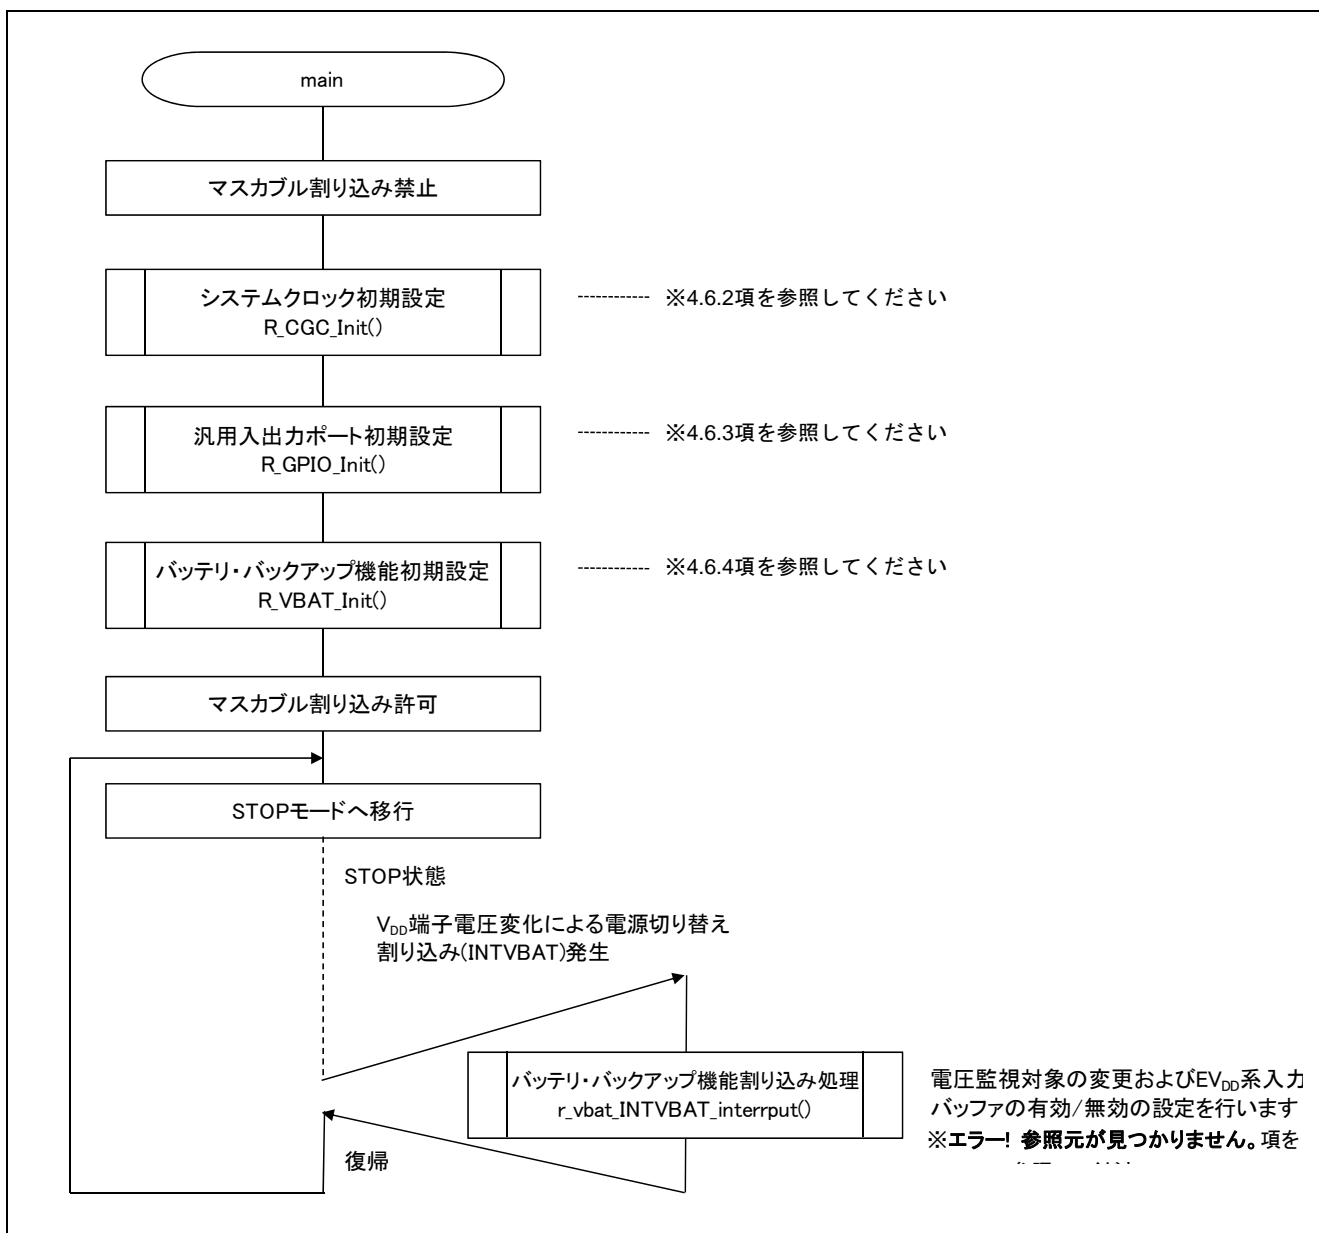 main
マスカブル割り込み禁止
システムクロック初期設定
R_CGC_Init()
※4.6.2項を参照してください
汎用入出力ポート初期設定
R_GPIO_Init()
※4.6.3項を参照してください
バッテリ・バックアップ機能初期設定
R_VBAT_Init()
※4.6.4項を参照してください
マスカブル割り込み許可
STOPモードへ移行
STOP状態
VDD端子電圧変化による電源切り替え
割り込み(INTVBAT)発生
バッテリ・バックアップ機能割り込み処理
r_vbat_INTVBAT_interrput()
電圧監視対象の変更およびEVDD系入力
バッファの有効/無効の設定を行います
※エラー! 参照元が見つかりません。項を
復帰